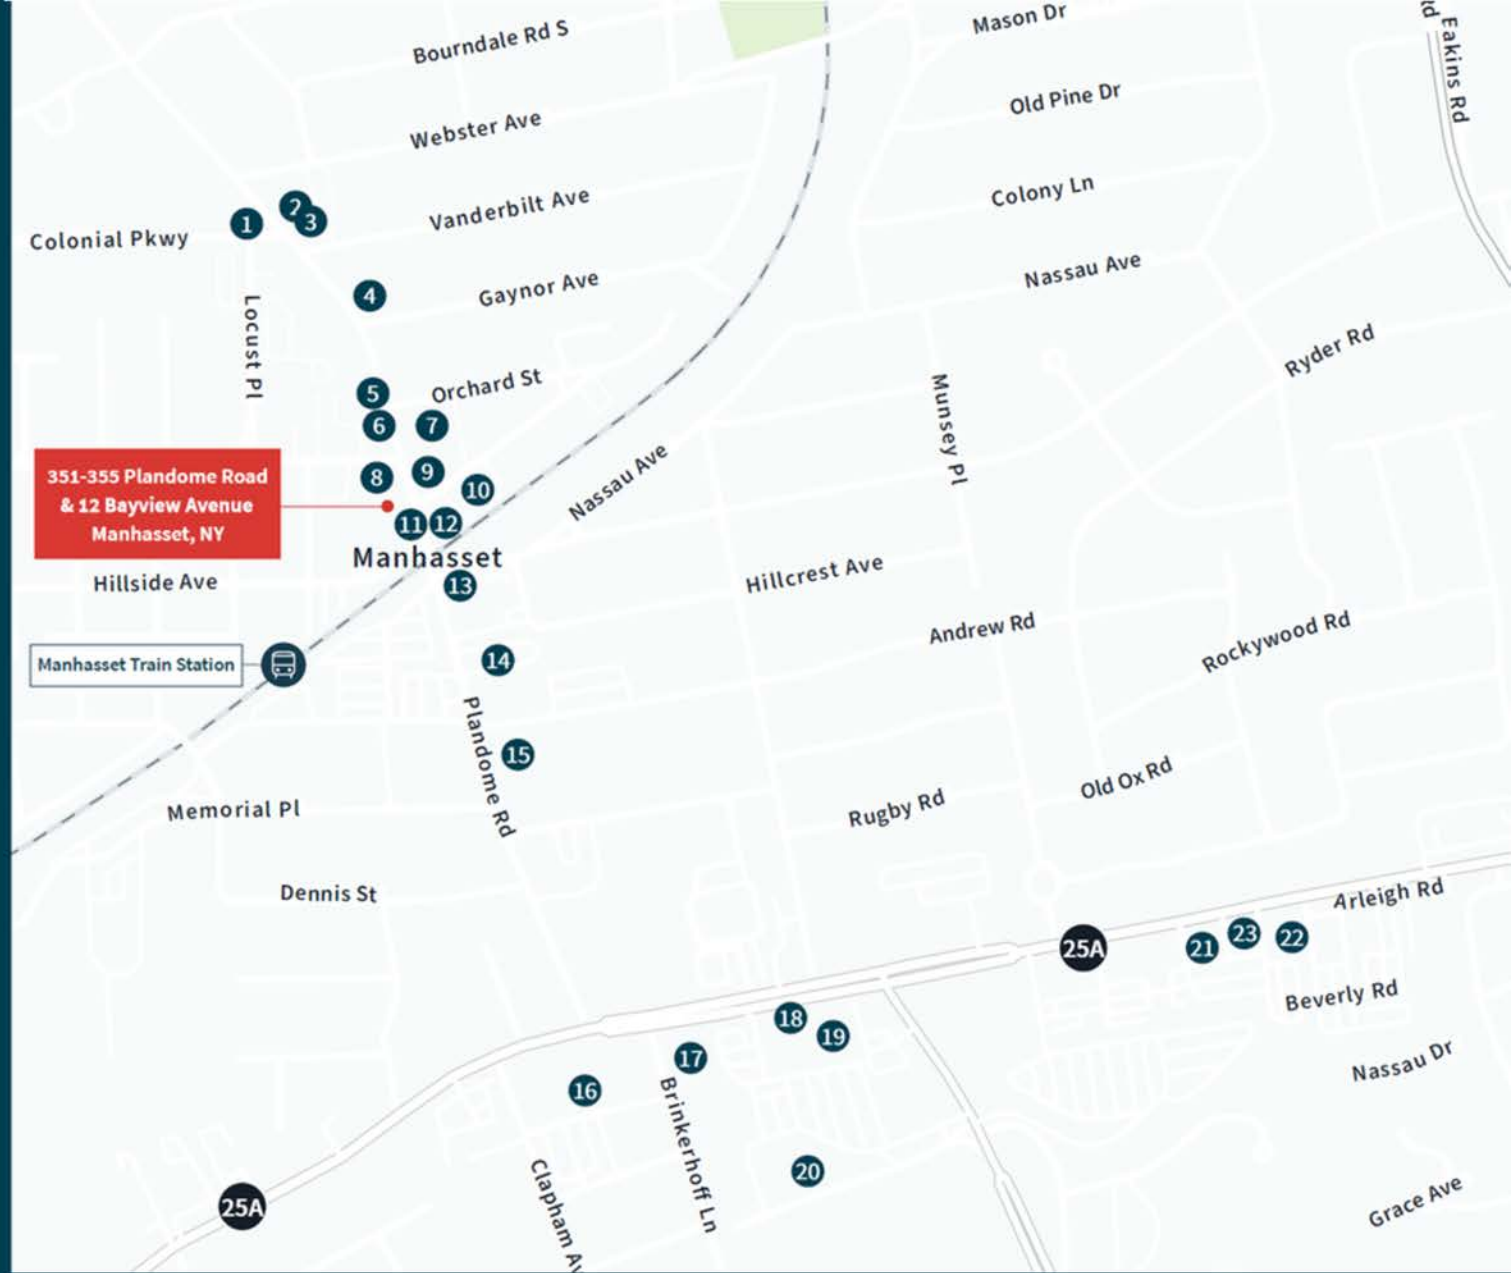 Bourndale Rd S
Mason Dr
Eakins Rd
Old Pine Dr
Webster Ave
Colony Ln
Vanderbilt Ave
2
1
3
Colonial Pkwy
Nassau Ave
Gaynor Ave
4
Locust Pl
Ryder Rd
Orchard St
5
6
7
Munsey Pl
351-355 Plandome Road
& 12 Bayview Avenue
Manhasset, NY
8
9
10
Nassau Ave
11
12
Manhasset
13
Hillside Ave
Hillcrest Ave
Andrew Rd
Rockywood Rd
Manhasset Train Station
14
Plandome Rd
15
Old Ox Rd
Rugby Rd
Memorial Pl
Dennis St
Arleigh Rd
25A
21
23
22
Beverly Rd
18
19
17
Nassau Dr
16
Brinkerhoff Ln
Clapham Av
20
25A
Grace Ave